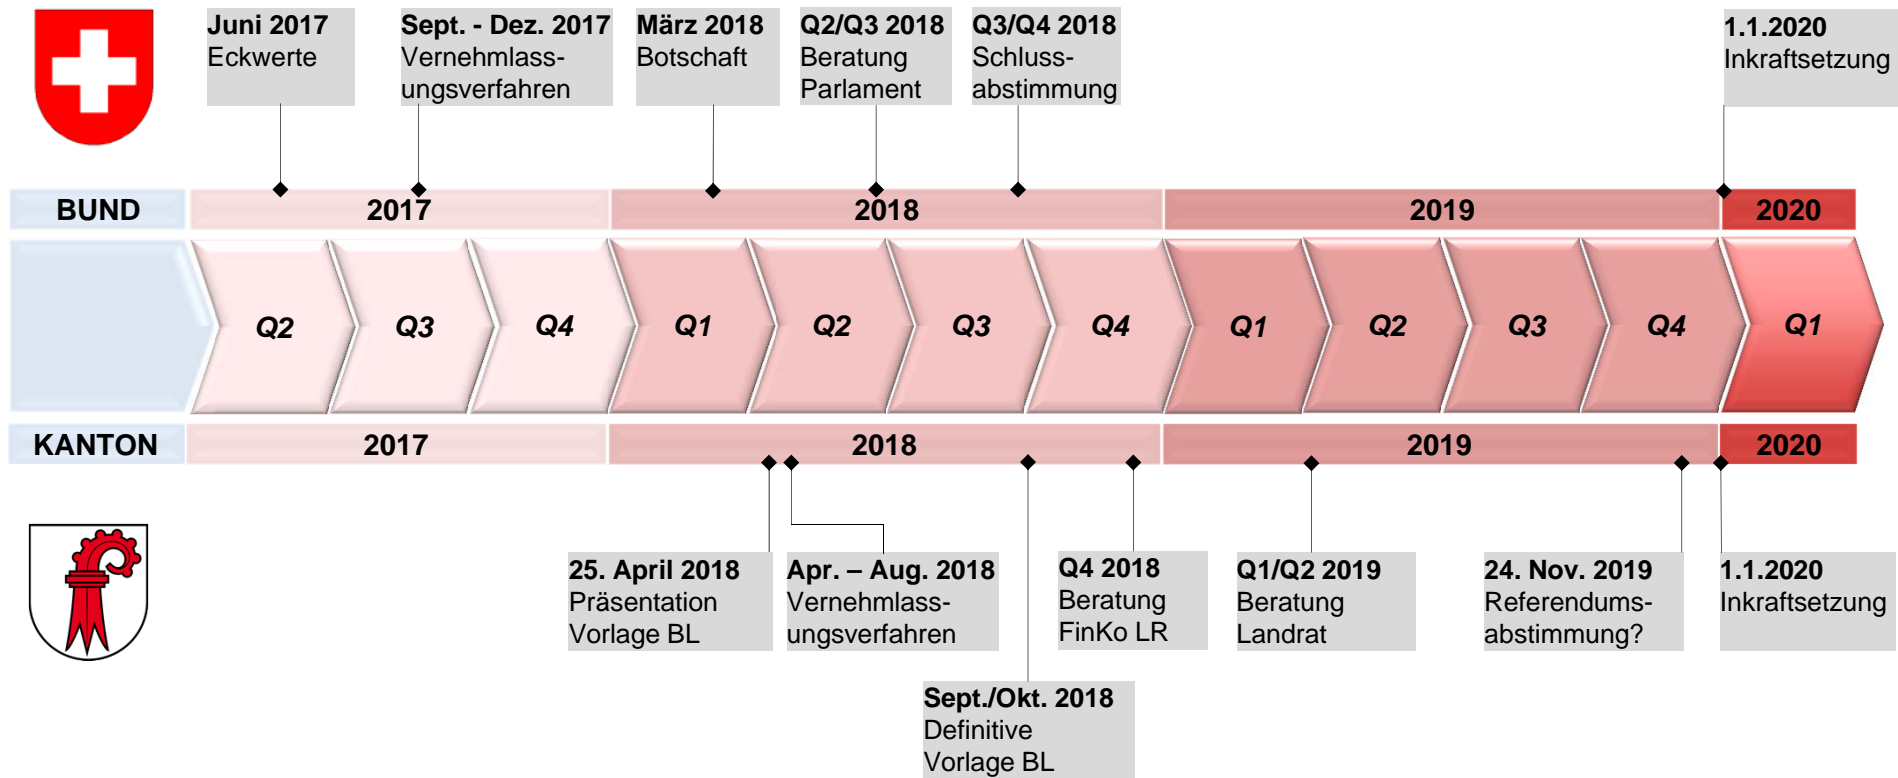 Juni 2017
Eckwerte
Sept. - Dez. 2017
Vernehmlass-
ungsverfahren
März 2018
Botschaft
Q2/Q3 2018
Beratung
Parlament
Q3/Q4 2018
Schluss-
abstimmung
1.1.2020
Inkraftsetzung
BUND 2017 2018 2019 2020
Q2 Q3 Q4 Q1 Q2 Q3 Q4 Q1 Q2 Q3 Q4 Q1
KANTON 2017 2018 2019 2020
25. April 2018
Präsentation
Vorlage BL
Apr. – Aug. 2018
Vernehmlass-
ungsverfahren
Q4 2018
Beratung
FinKo LR
Q1/Q2 2019
Beratung
Landrat
24. Nov. 2019
Referendums-
abstimmung?
1.1.2020
Inkraftsetzung
Sept./Okt. 2018
Definitive
Vorlage BL